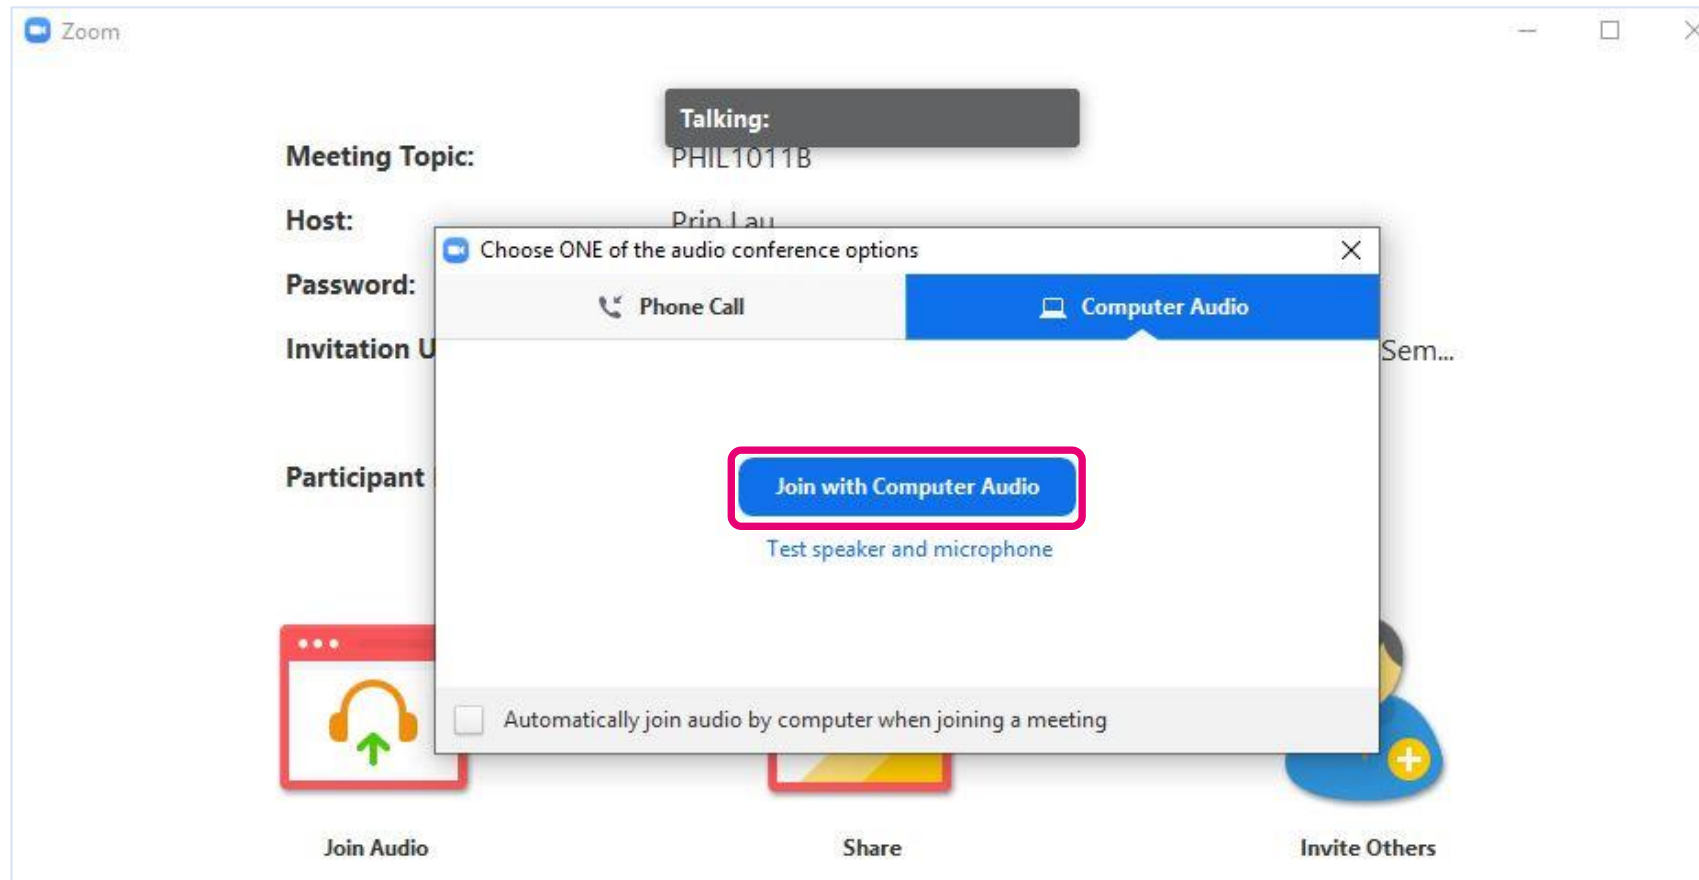 Zoom
Talking:
Meeting Topic:
PHIL1011B
Host:
Prin Lau
Choose ONE of the audio conference options
Password:
Phone Call
Computer Audio
Invitation U
Sem...
Participant
Join with Computer Audio
Test speaker and microphone
Automatically join audio by computer when joining a meeting
Join Audio
Share
Invite Others